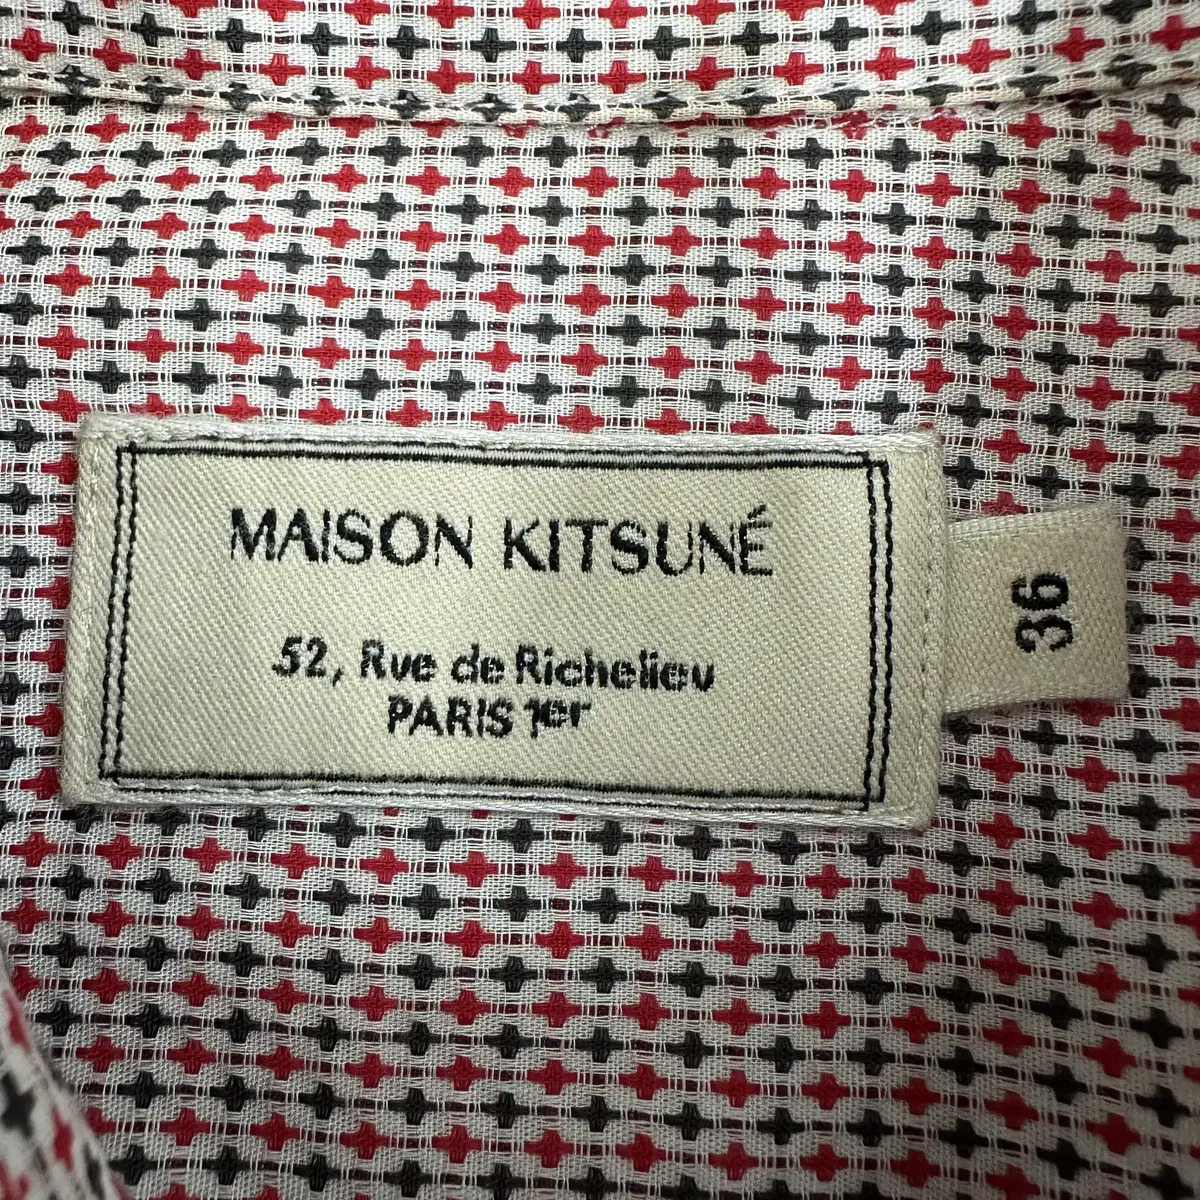 MAISON KITSUNÉ
52, Rue de Richelieu
PARIS 1er
36